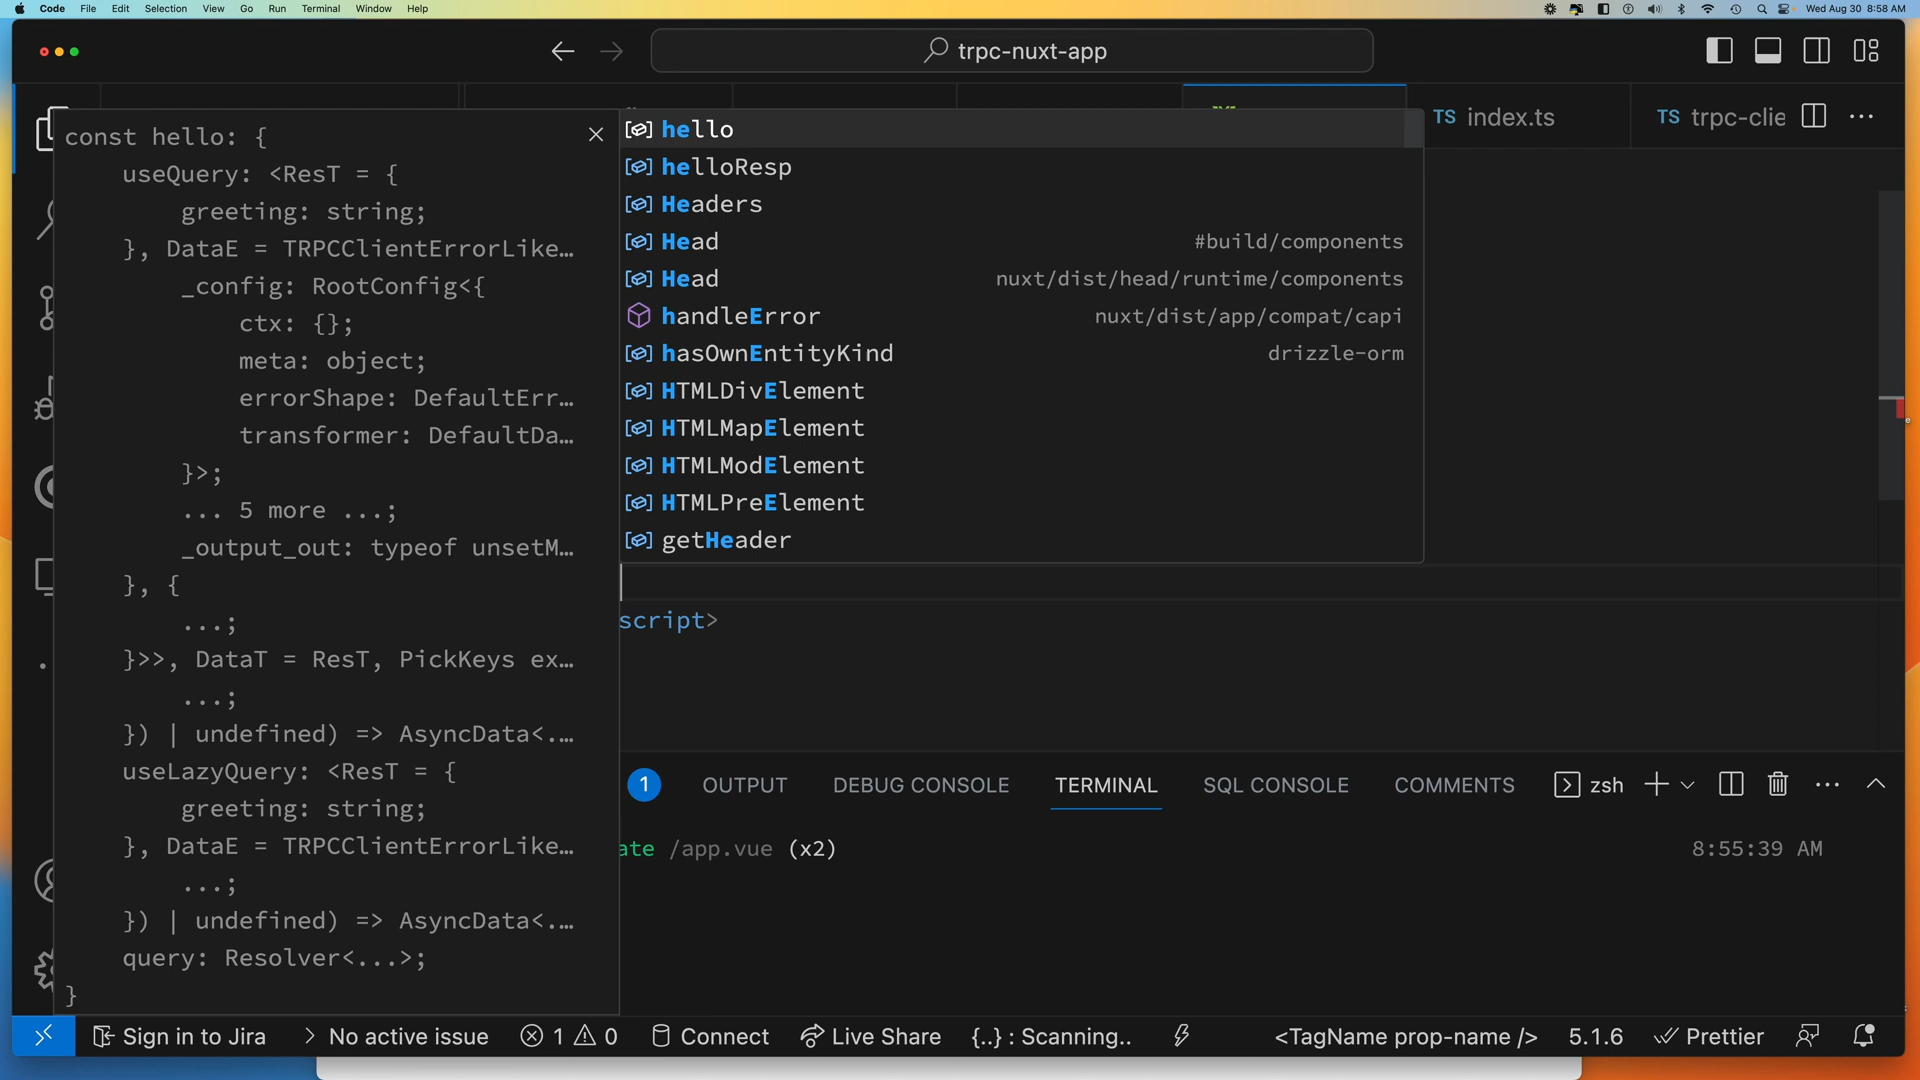 Code File Edit Selection View Go Run Terminal Window Help Wed Aug 30 8:58 AM
trpc-nuxt-app
TS index.ts TS trpc-clie
const hello: {
useQuery: <ResT = {
greeting: string;
}, DataE = TRPCClientErrorLike…
_config: RootConfig<{
ctx: {};
meta: object;
errorShape: DefaultErr…
transformer: DefaultDa…
}>;
... 5 more ...;
_output_out: typeof unsetM…
}, {
...;
}>>, DataT = ResT, PickKeys ex…
...;
}) | undefined) => AsyncData<.…
useLazyQuery: <ResT = {
greeting: string;
}, DataE = TRPCClientErrorLike…
...;
}) | undefined) => AsyncData<.…
query: Resolver<...>;
}
hello
helloResp
Headers
Head #build/components
Head nuxt/dist/head/runtime/components
handleError nuxt/dist/app/compat/capi
hasOwnEntityKind drizzle-orm
HTMLDivElement
HTMLMapElement
HTMLModElement
HTMLPreElement
getHeader
script>
1 OUTPUT DEBUG CONSOLE TERMINAL SQL CONSOLE COMMENTS zsh
ate /app.vue (x2) 8:55:39 AM
Sign in to Jira No active issue 1 0 Connect Live Share {..} : Scanning.. <TagName prop-name /> 5.1.6 Prettier